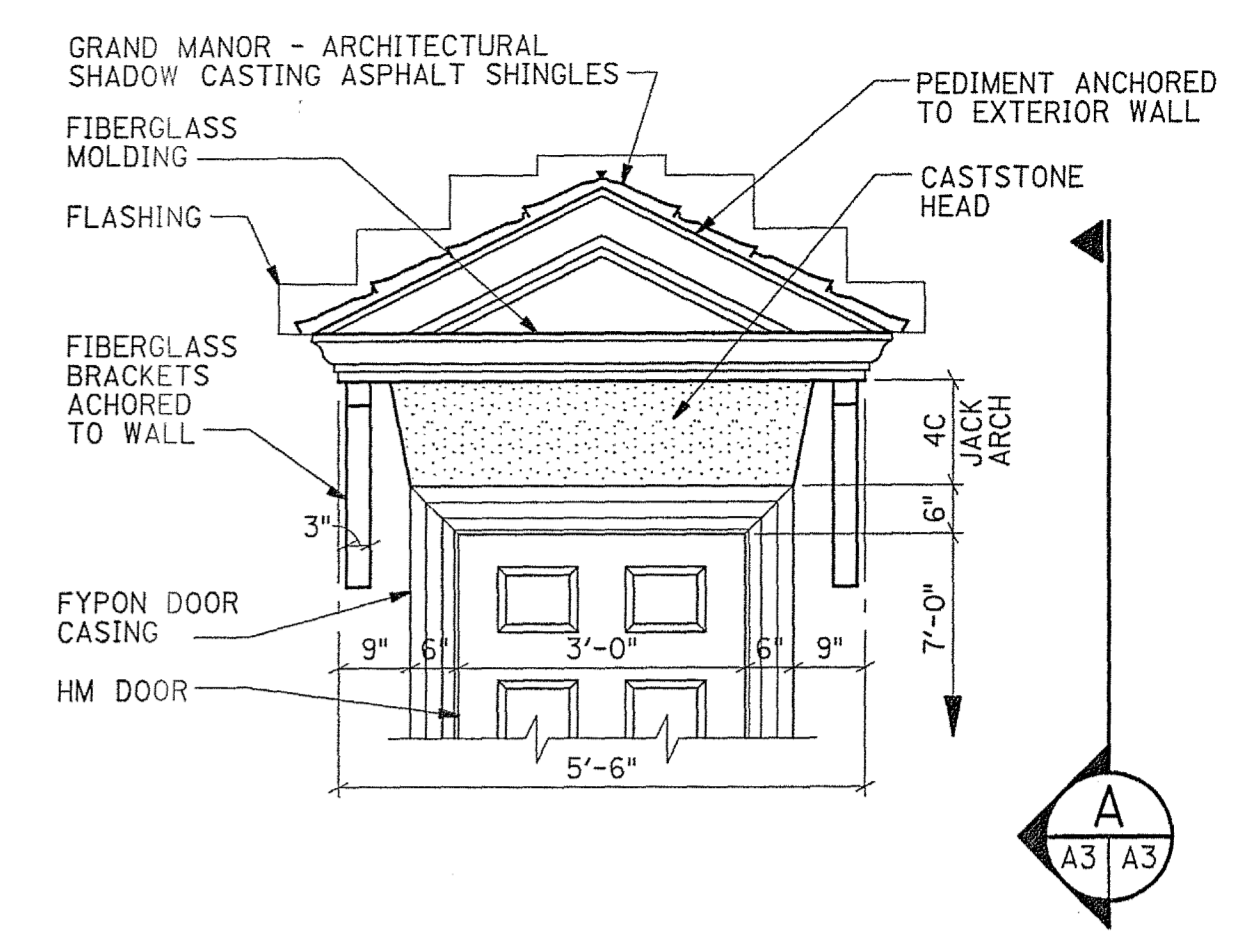 GRAND MANOR - ARCHITECTURAL
SHADOW CASTING ASPHALT SHINGLES
FIBERGLASS
MOLDING
FLASHING
FIBERGLASS
BRACKETS
ACHORED
TO WALL
3"
FYPON DOOR
CASING
HM DOOR
PEDIMENT ANCHORED
TO EXTERIOR WALL
CASTSTONE
HEAD
4C
JACK
ARCH
6"
7'-0"
9" 6" 3'-0" 6" 9"
5'-6"
A
A3 A3